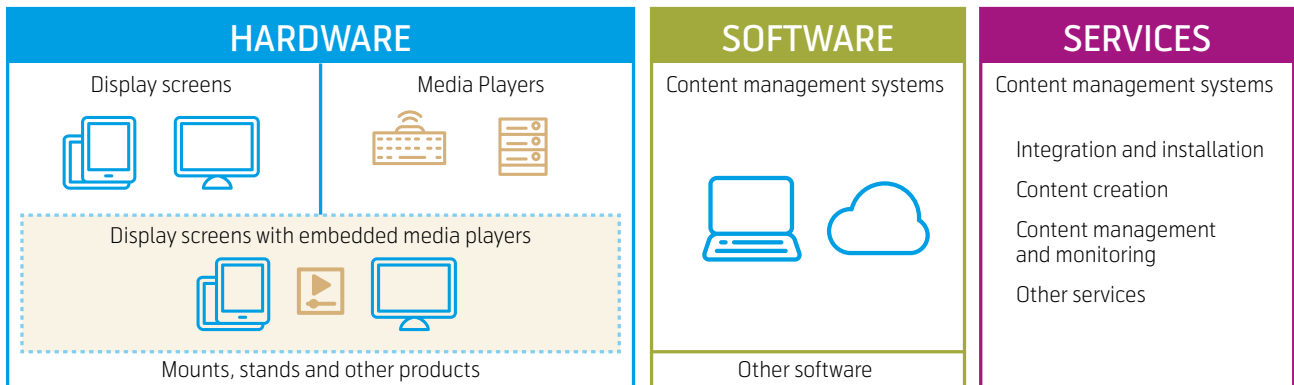 HARDWARE
Display screens
Media Players
Display screens with embedded media players
Mounts, stands and other products
SOFTWARE
Content management systems
Other software
SERVICES
Content management systems
Integration and installation
Content creation
Content management
and monitoring
Other services